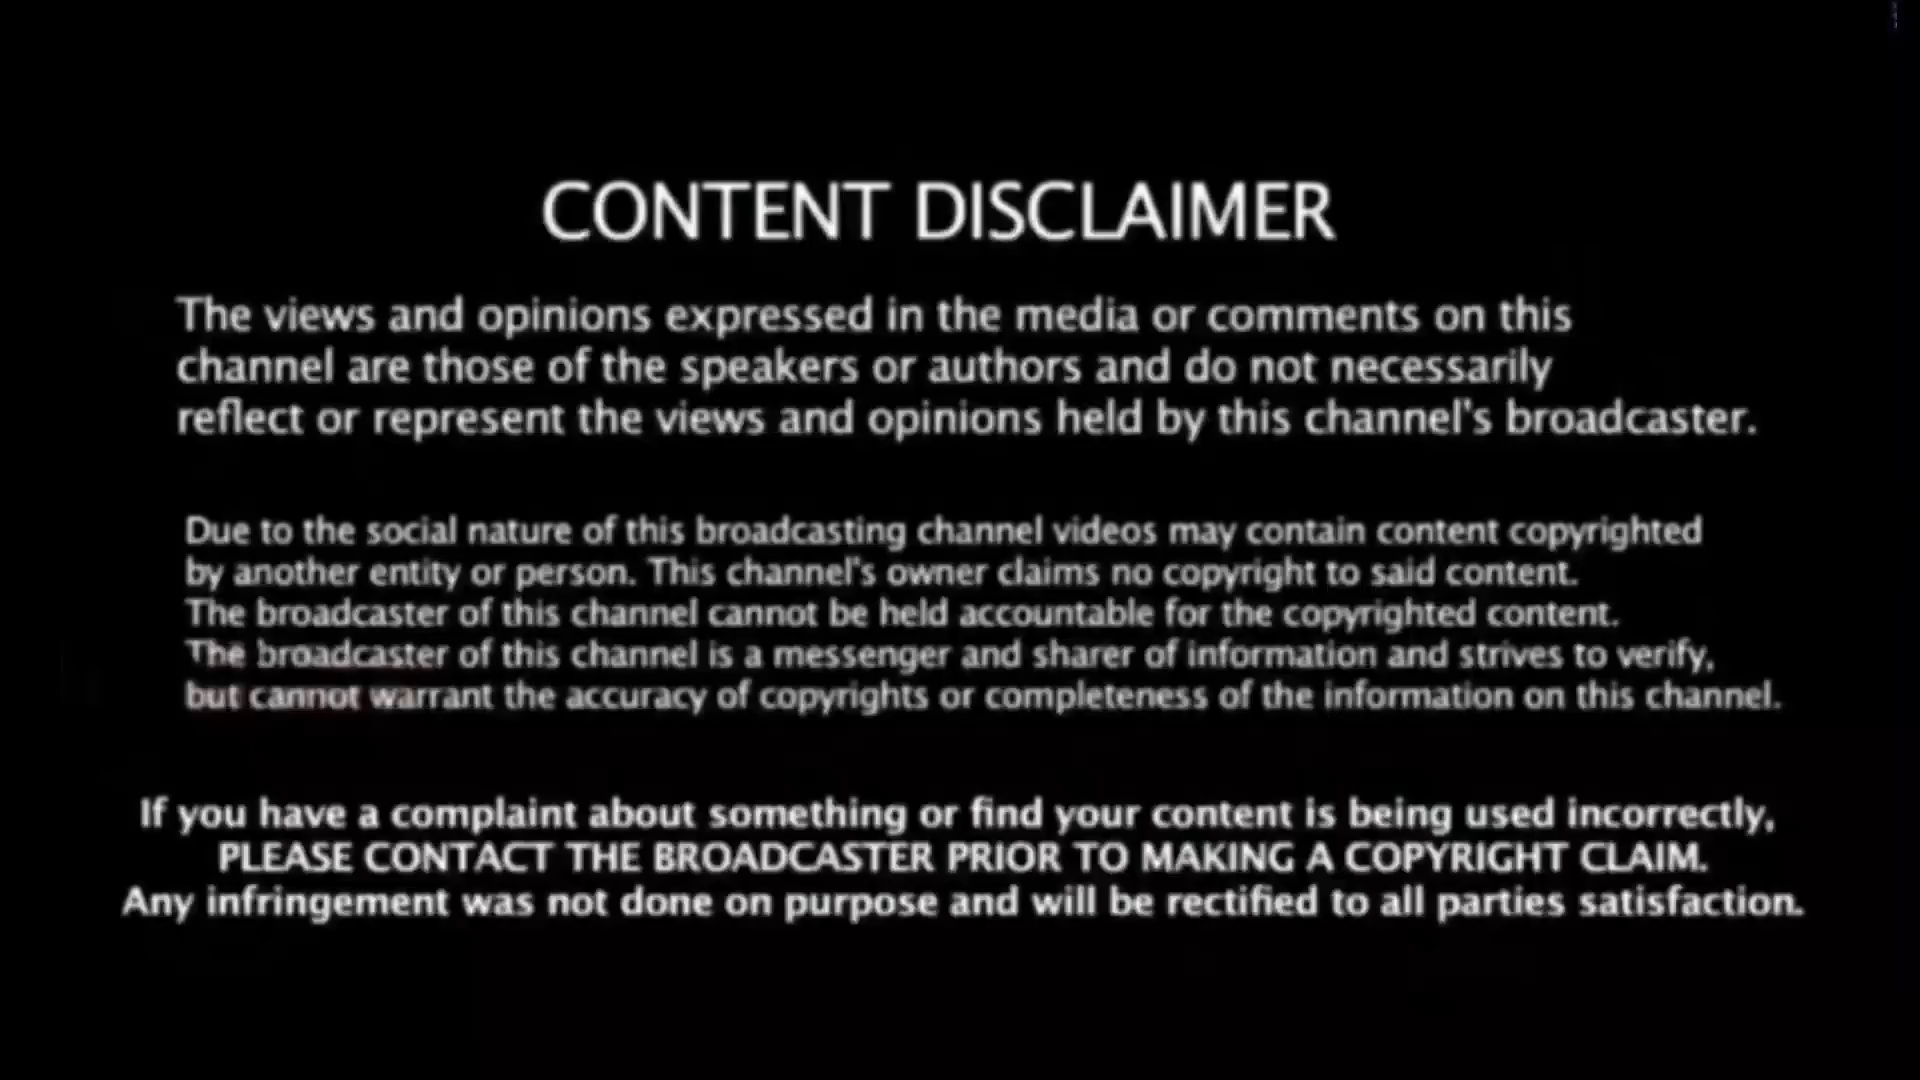 CONTENT DISCLAIMER
The views and opinions expressed in the media or comments on this
channel are those of the speakers or authors and do not necessarily
reflect or represent the views and opinions held by this channel's broadcaster.
Due to the social nature of this broadcasting channel videos may contain content copyrighted
by another entity or person. This channel's owner claims no copyright to said content.
The broadcaster of this channel cannot be held accountable for the copyrighted content.
The broadcaster of this channel is a messenger and sharer of information and strives to verify,
but cannot warrant the accuracy of copyrights or completeness of the information on this channel.
If you have a complaint about something or find your content is being used incorrectly,
PLEASE CONTACT THE BROADCASTER PRIOR TO MAKING A COPYRIGHT CLAIM.
Any infringement was not done on purpose and will be rectified to all parties satisfaction.